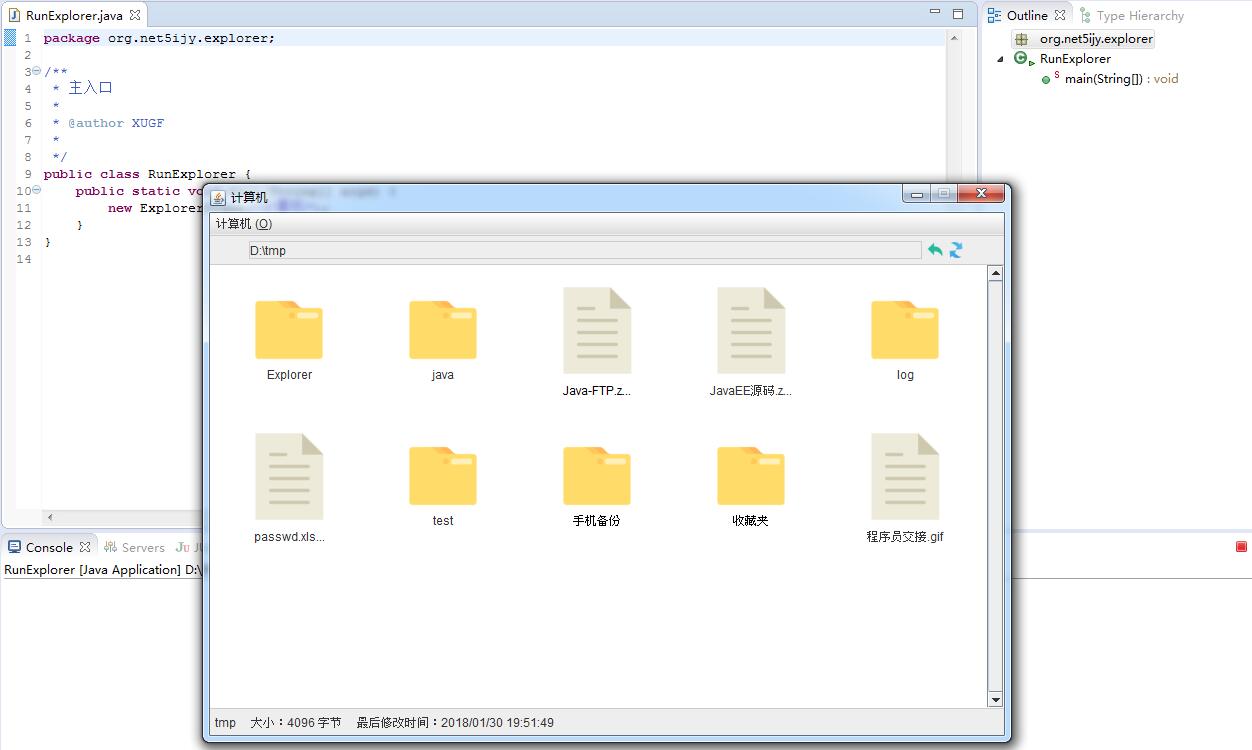 RunExplorer.java
1 package org.net5ijy.explorer;
2
3 /**
4 * 主入口
5 *
6 * @author XUGF
7 *
8 */
9 public class RunExplorer {
10 public static
11 new Explorer
12 }
13 }
14
Outline Type Hierarchy
org.net5ijy.explorer
RunExplorer
S
main(String[]) : void
计算机
计算机 (O)
D:\tmp
Explorer java Java-FTP.z... JavaEE源码.z... log
passwd.xls... test 手机备份 收藏夹 程序员交接.gif
tmp 大小：4096 字节 最后修改时间：2018/01/30 19:51:49
Console Servers
RunExplorer [Java Application] D:\